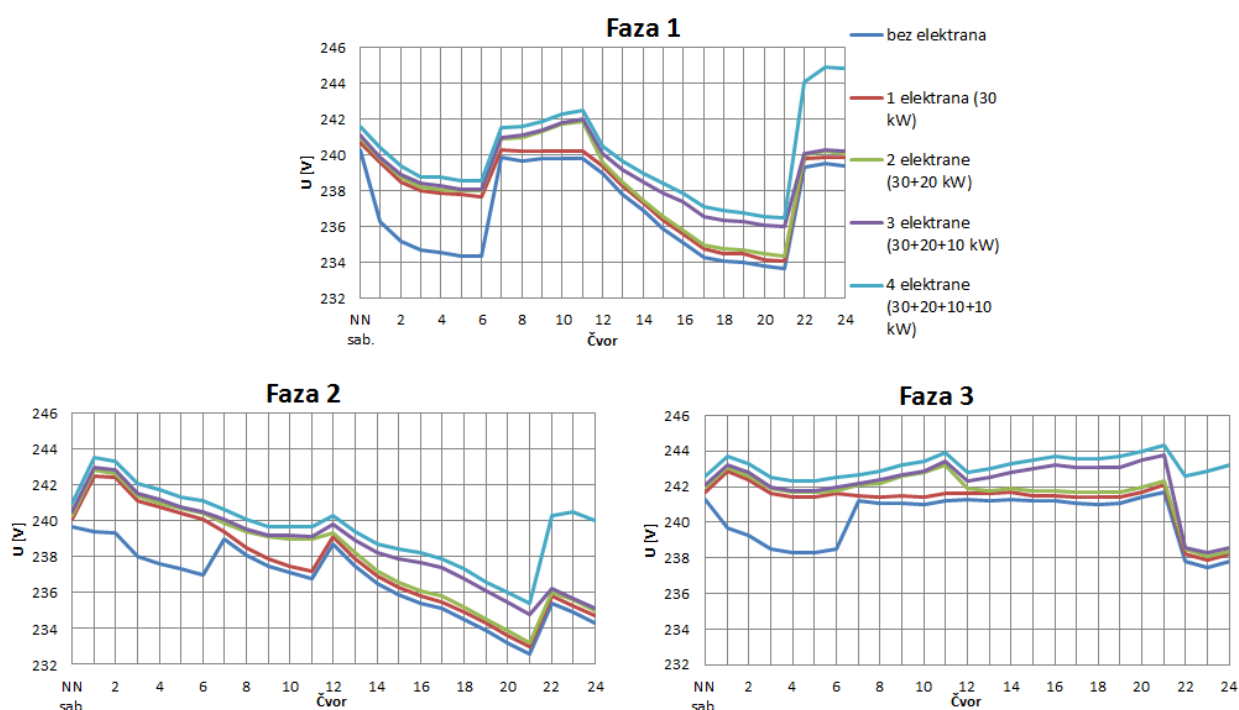 Faza 1
246
244
242
240
238
236
234
232
U [V]
NN sab.
2
4
6
8
10
12
14
16
18
20
22
24
Čvor
bez elektrana
1 elektrana (30
kW)
2 elektrane
(30+20 kW)
3 elektrane
(30+20+10 kW)
4 elektrane
(30+20+10+10
kW)
Faza 2
246
244
242
240
238
236
234
232
U [V]
NN
2
4
6
8
10
12
14
16
18
20
22
24
sab.
Čvor
Faza 3
246
244
242
240
238
236
234
232
U [V]
NN
2
4
6
8
10
12
14
16
18
20
22
24
sab.
Čvor